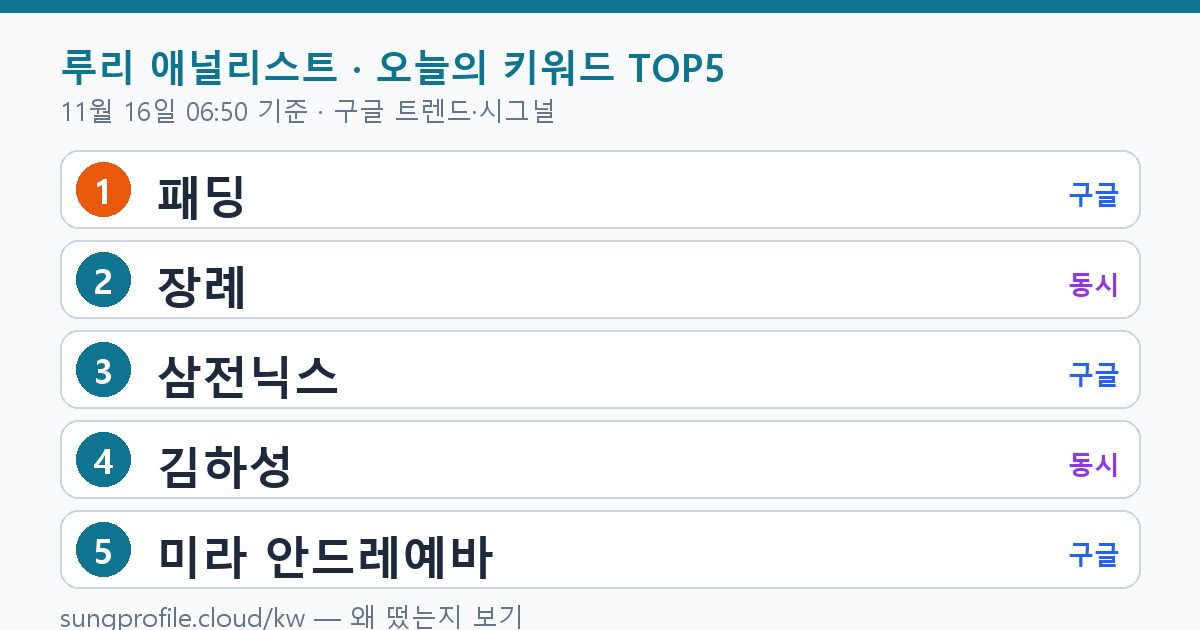 루리 애널리스트 · 오늘의 키워드 TOP5
11월 16일 06:50 기준 · 구글 트렌드·시그널
1 패딩 구글
2 장례 동시
3 삼전닉스 구글
4 김하성 동시
5 미라 안드레예바 구글
sungprofile.cloud/kw — 왜 떴는지 보기